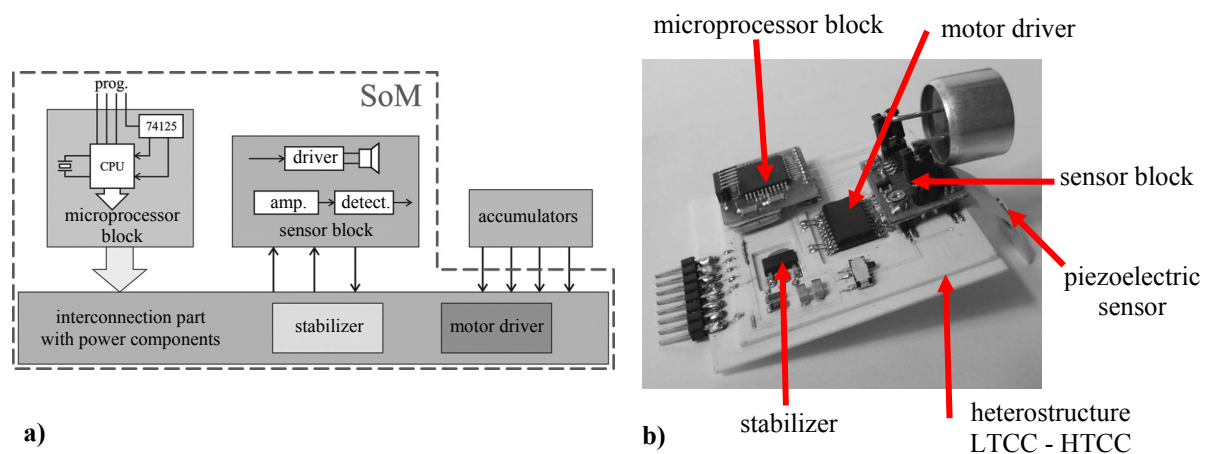 prog.
SoM
74125
CPU
microprocessor
block
driver
amp.
detect.
sensor block
accumulators
interconnection part
with power components
stabilizer
motor driver
a)
microprocessor block
motor driver
sensor block
piezoelectric
sensor
stabilizer
heterostructure
LTCC - HTCC
b)